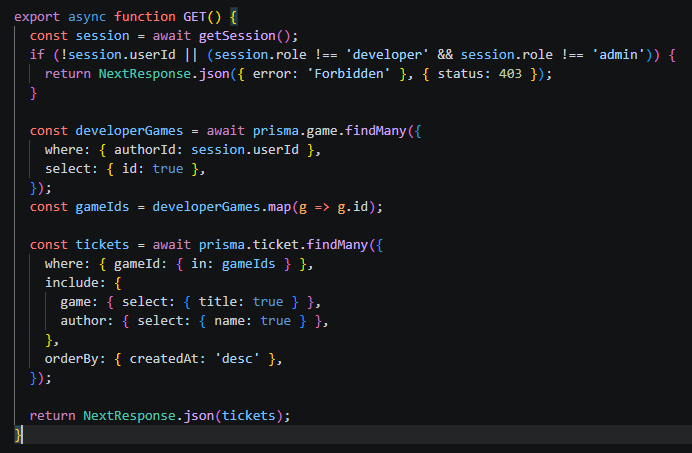 export async function GET() {
  const session = await getSession();
  if (!session.userId || (session.role !== 'developer' && session.role !== 'admin')) {
    return NextResponse.json({ error: 'Forbidden' }, { status: 403 });
  }

  const developerGames = await prisma.game.findMany({
    where: { authorId: session.userId },
    select: { id: true },
  });
  const gameIds = developerGames.map(g => g.id);

  const tickets = await prisma.ticket.findMany({
    where: { gameId: { in: gameIds } },
    include: {
      game: { select: { title: true } },
      author: { select: { name: true } },
    },
    orderBy: { createdAt: 'desc' },
  });

  return NextResponse.json(tickets);
}